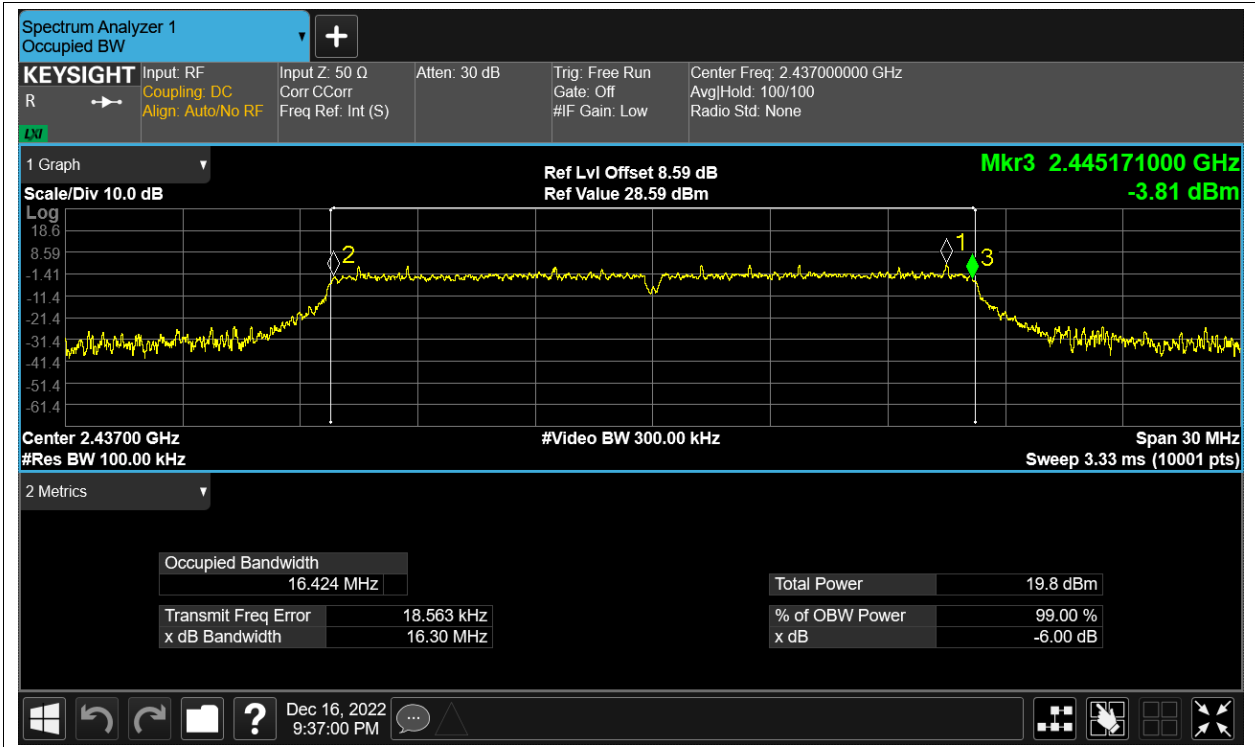 Spectrum Analyzer 1
Occupied BW
KEYSIGHT
R
LXI
Input: RF
Coupling: DC
Align: Auto/No RF
Input Z: 50 Ω
Corr CCorr
Freq Ref: Int (S)
Atten: 30 dB
Trig: Free Run
Gate: Off
#IF Gain: Low
Center Freq: 2.437000000 GHz
Avg|Hold: 100/100
Radio Std: None
1 Graph
Scale/Div 10.0 dB
Ref Lvl Offset 8.59 dB
Ref Value 28.59 dBm
Mkr3 2.445171000 GHz
-3.81 dBm
Log
18.6
8.59
-1.41
-11.4
-21.4
-31.4
-41.4
-51.4
-61.4
2
1
3
Center 2.43700 GHz
#Res BW 100.00 kHz
#Video BW 300.00 kHz
Span 30 MHz
Sweep 3.33 ms (10001 pts)
2 Metrics
Occupied Bandwidth
16.424 MHz
Transmit Freq Error 18.563 kHz
x dB Bandwidth 16.30 MHz
Total Power 19.8 dBm
% of OBW Power 99.00 %
x dB -6.00 dB
?
Dec 16, 2022
9:37:00 PM